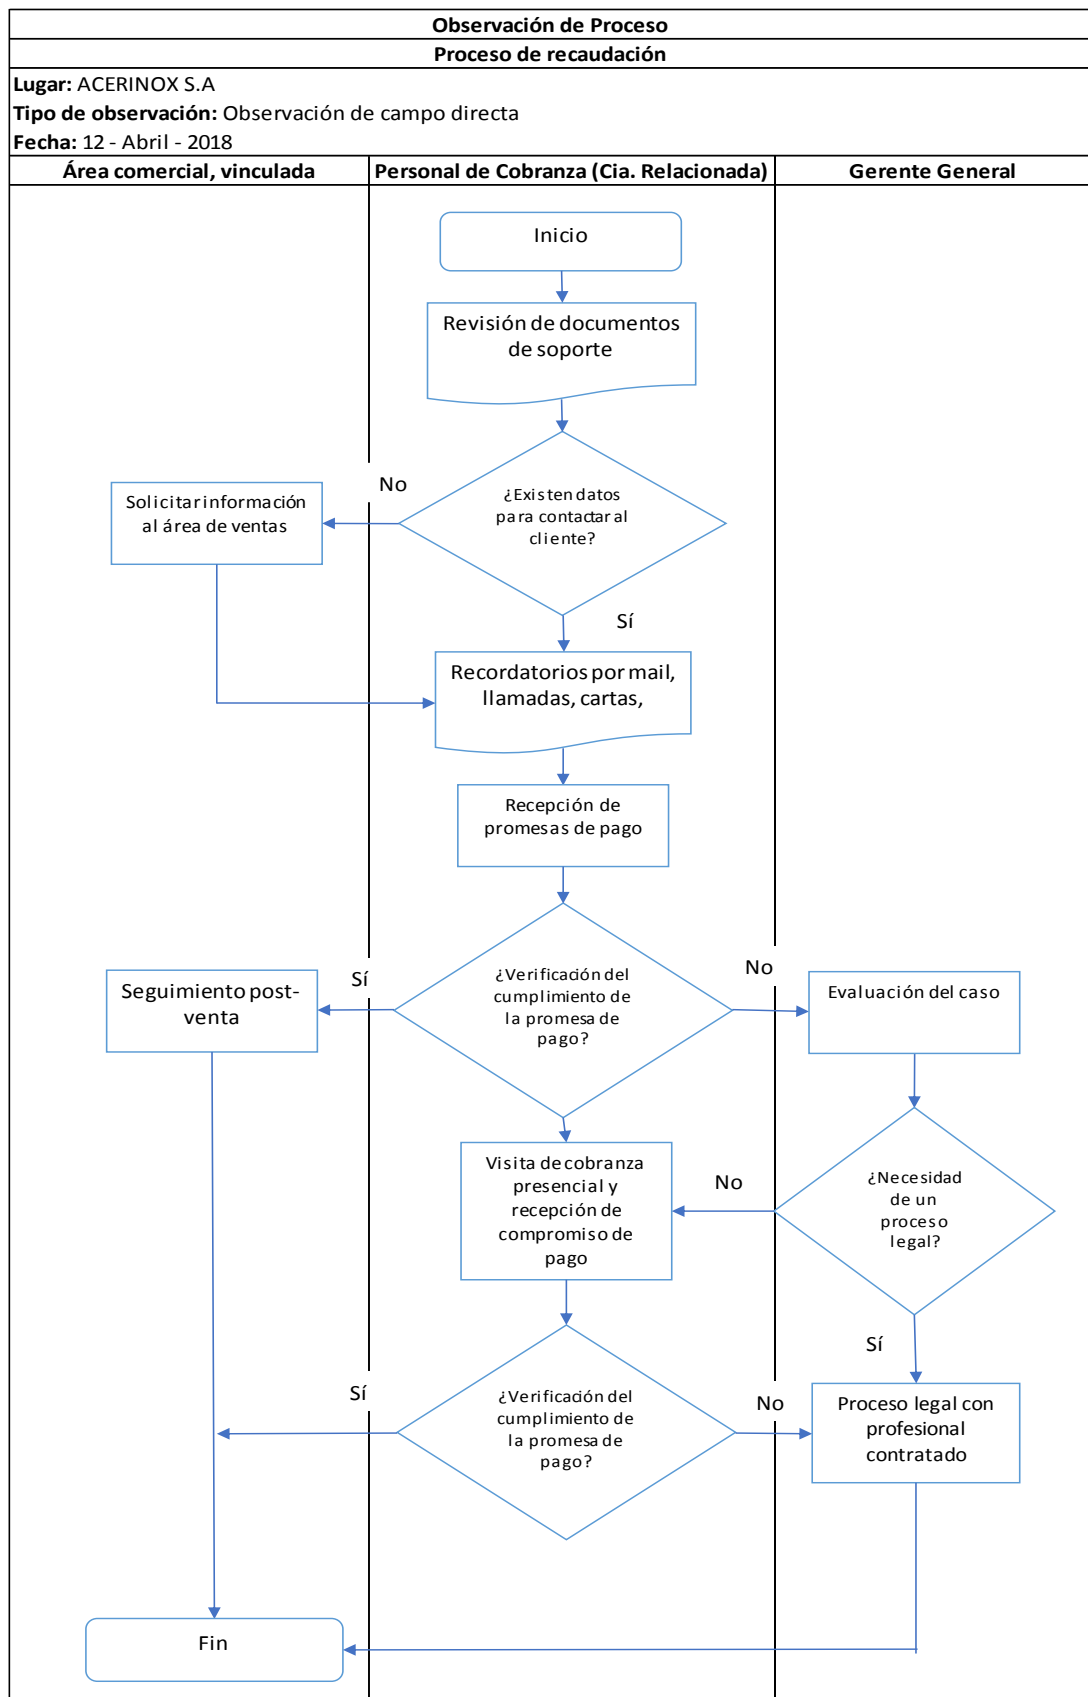 Observación de Proceso
Proceso de recaudación
Lugar: ACERINOX S.A
Tipo de observación: Observación de campo directa
Fecha: 12 - Abril - 2018
Área comercial, vinculada
Personal de Cobranza (Cia. Relacionada)
Gerente General
Inicio
Revisión de documentos
de soporte
No
¿Existen datos
para contactar al
cliente?
Solicitar información
al área de ventas
Sí
Recordatorios por mail,
llamadas, cartas,
Recepción de
promesas de pago
Sí
¿Verificación del
cumplimiento de
la promesa de
pago?
No
Seguimiento post-
venta
Evaluación del caso
Visita de cobranza
presencial y
recepción de
compromiso de
pago
No
¿Necesidad
de un
proceso
legal?
Sí
Sí
¿Verificación del
cumplimiento de
la promesa de
pago?
No
Proceso legal con
profesional
contratado
Fin